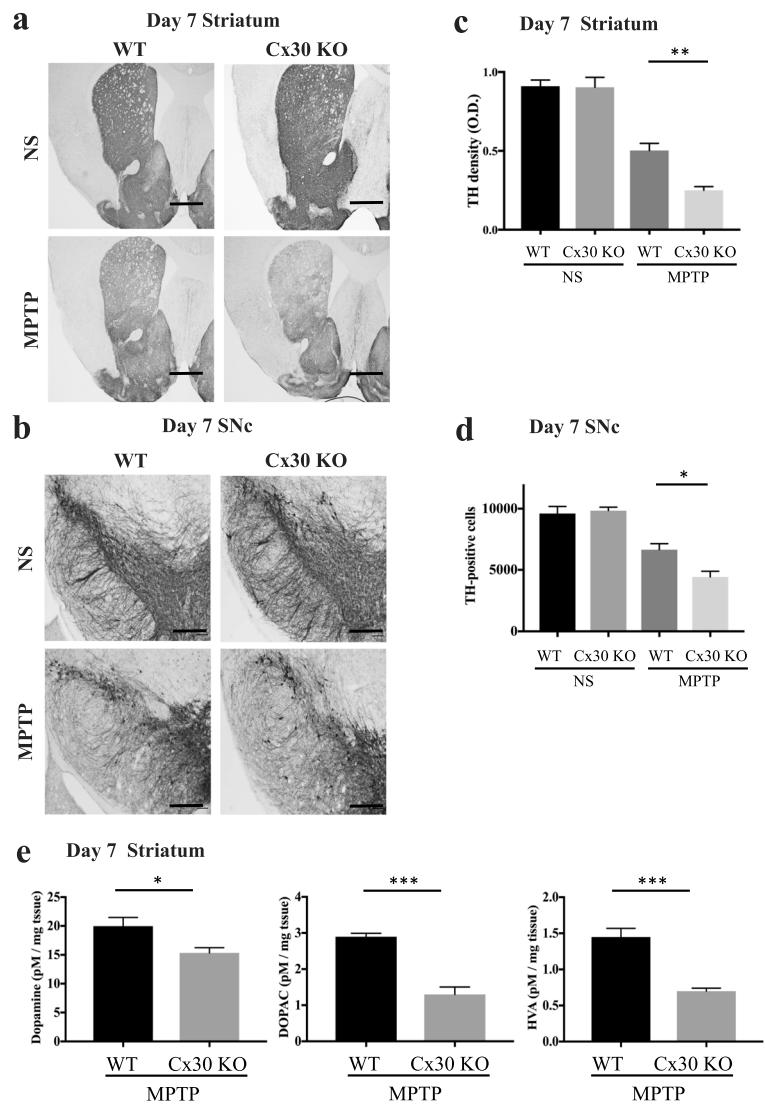 a Day 7 Striatum
WT Cx30 KO
NS
MPTP
b Day 7 SNc
WT Cx30 KO
NS
MPTP
c Day 7 Striatum
**
TH density (O.D.)
1.0
0.5
0.0
WT Cx30 KO WT Cx30 KO
NS MPTP
d Day 7 SNc
*
TH-positive cells
10000
5000
0
WT Cx30 KO WT Cx30 KO
NS MPTP
e Day 7 Striatum
*
Dopamine (pM / mg tssue)
25
20
15
10
5
0
WT Cx30 KO
MPTP
***
DOPAC (pM / mg tssue)
4
3
2
1
0
WT Cx30 KO
MPTP
***
HVA (pM / mg tissue)
2.0
1.5
1.0
0.5
0.0
WT Cx30 KO
MPTP